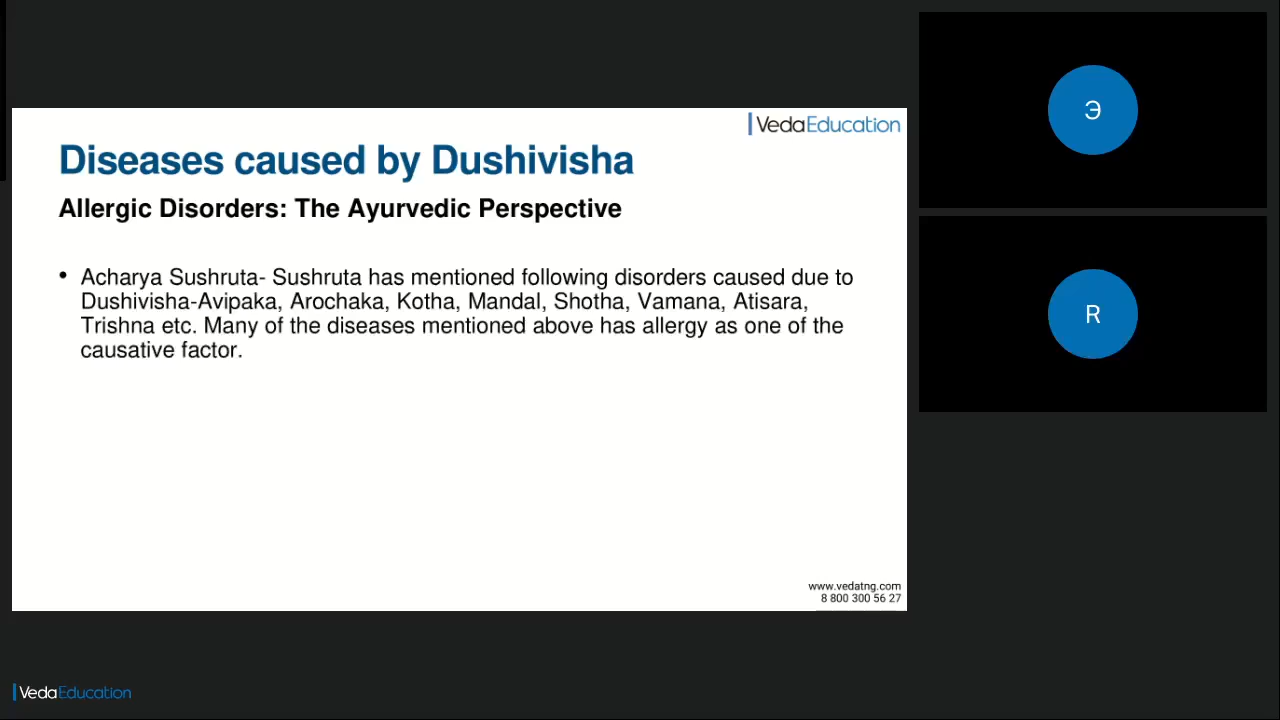 VedaEducation
Diseases caused by Dushivisha
Allergic Disorders: The Ayurvedic Perspective
• Acharya Sushruta- Sushruta has mentioned following disorders caused due to
Dushivisha-Avipaka, Arochaka, Kotha, Mandal, Shotha, Vamana, Atisara,
Trishna etc. Many of the diseases mentioned above has allergy as one of the
causative factor.
www.vedatng.com
8 800 300 56 27
Э
R
VedaEducation